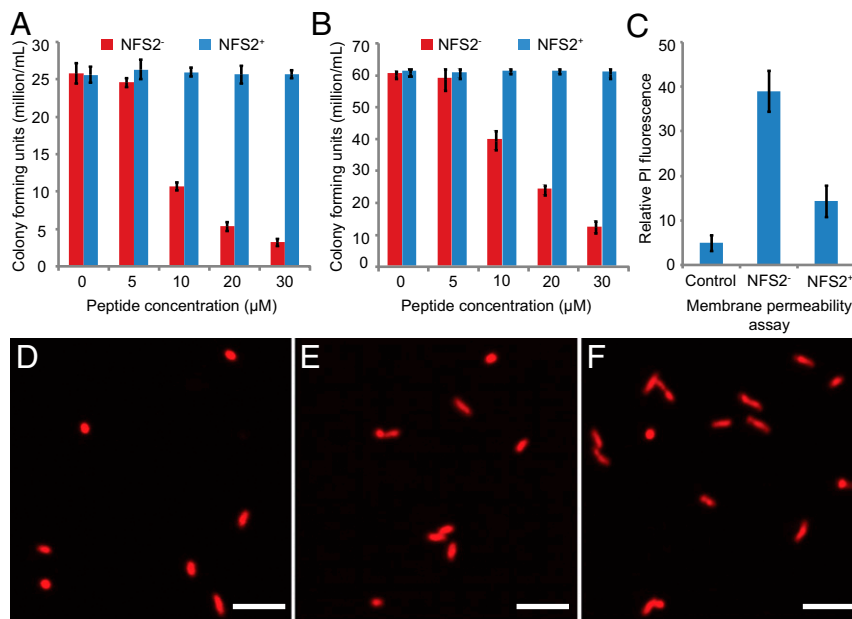 A
NFS2⁻ NFS2⁺
Colony forming units (million/mL)
30
25
20
15
10
5
0
0 5 10 20 30
Peptide concentration (µM)
B
NFS2⁻ NFS2⁺
Colony forming units (million/mL)
70
60
50
40
30
20
10
0
0 5 10 20 30
Peptide concentration (µM)
C
Relative PI fluorescence
50
40
30
20
10
0
Control NFS2⁻ NFS2⁺
Membrane permeability
assay
D
E
F